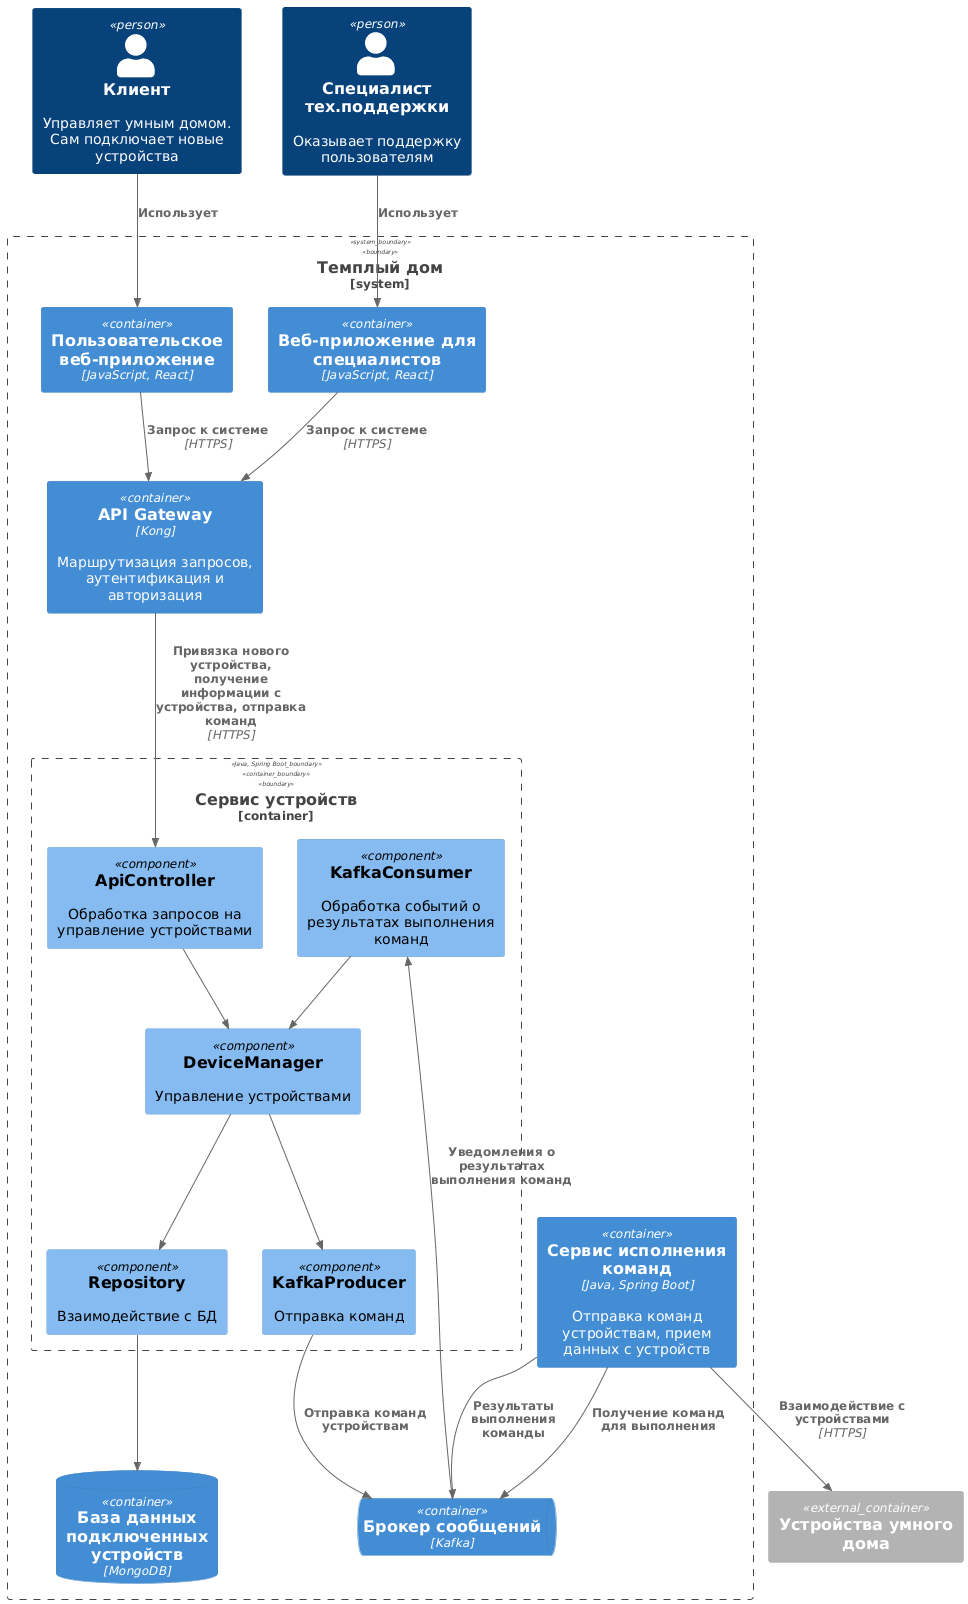 «person»
Клиент
Управляет умным домом.
Сам подключает новые
устройства
«person»
Специалист
тех.поддержки
Оказывает поддержку
пользователям
Использует
Использует
«system_boundary»
«boundary»
Темплый дом
[system]
«container»
Пользовательское
веб-приложение
[JavaScript, React]
«container»
Веб-приложение для
специалистов
[JavaScript, React]
Запрос к системе
[HTTPS]
Запрос к системе
[HTTPS]
«container»
API Gateway
[Kong]
Маршрутизация запросов,
аутентификация и
авторизация
Привязка нового
устройства,
получение
информации с
устройства, отправка
команд
[HTTPS]
«Java, Spring Boot_boundary»
«container_boundary»
«boundary»
Сервис устройств
[container]
«component»
ApiController
Обработка запросов на
управление устройствами
«component»
KafkaConsumer
Обработка событий о
результатах выполнения
команд
«component»
DeviceManager
Управление устройствами
Уведомления о
результатах
выполнения команд
«component»
Repository
Взаимодействие с БД
«component»
KafkaProducer
Отправка команд
«container»
Сервис исполнения
команд
[Java, Spring Boot]
Отправка команд
устройствам, прием
данных с устройств
Отправка команд
устройствам
Результаты
выполнения
команды
Получение команд
для выполнения
Взаимодействие с
устройствами
[HTTPS]
«container»
База данных
подключенных
устройств
[MongoDB]
«container»
Брокер сообщений
[Kafka]
«external_container»
Устройства умного
дома